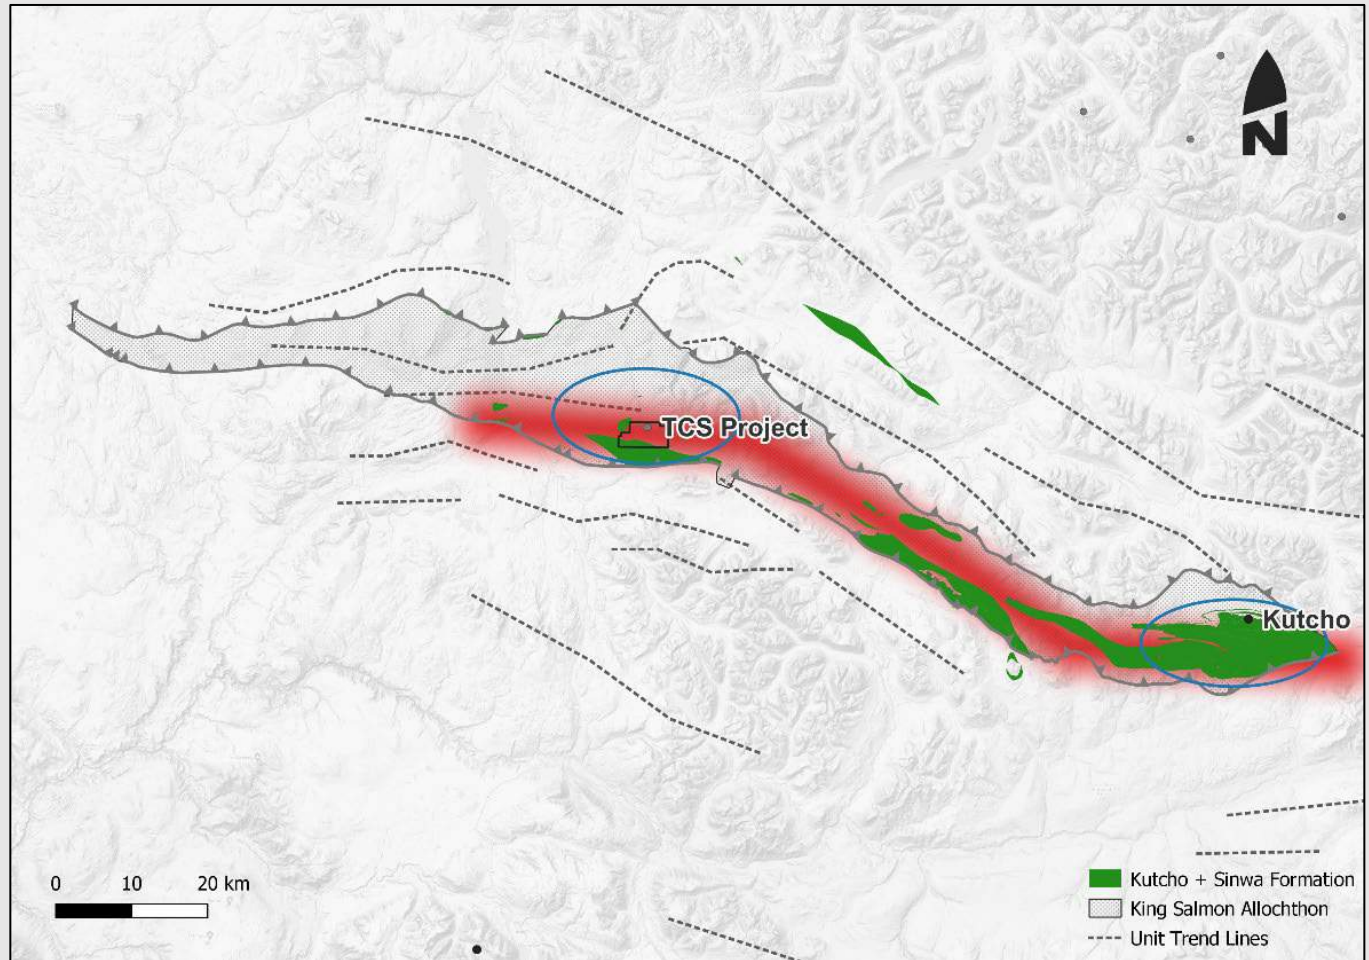 N
TCS Project
Kutcho
0 10 20 km
Kutcho + Sinwa Formation
King Salmon Allochthon
Unit Trend Lines